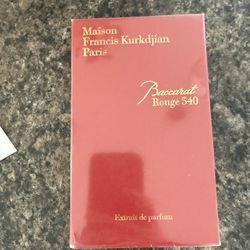 Maison
Francis Kurkdjian
Paris
Baccarat
Rouge 540
Extrait de parfum